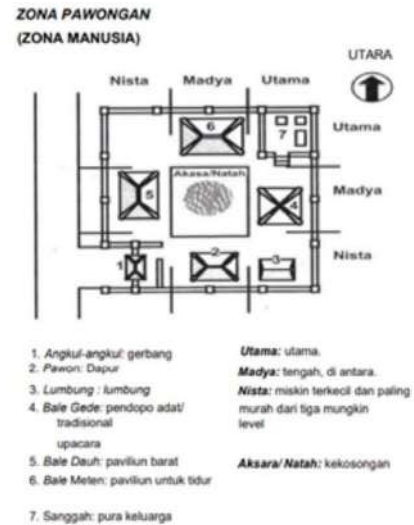 ZONA PAWONGAN
(ZONA MANUSIA)
UTARA
Nista Madya Utama
6
7
Utama
Akasa/Natah
5
4
Madya
Nista
1
2
3
1. Angkul-angkul: gerbang
2. Pawon: Dapur
3. Lumbung : lumbung
4. Bale Gede: pendopo adat/
tradisional
upacara
5. Bale Dauh: paviliun barat
6. Bale Meten: paviliun untuk tidur
7. Sanggah: pura keluarga
Utama: utama.
Madya: tengah, di antara.
Nista: miskin terkecil dan paling
murah dari tiga mungkin
level
Aksara/ Natah: kekosongan